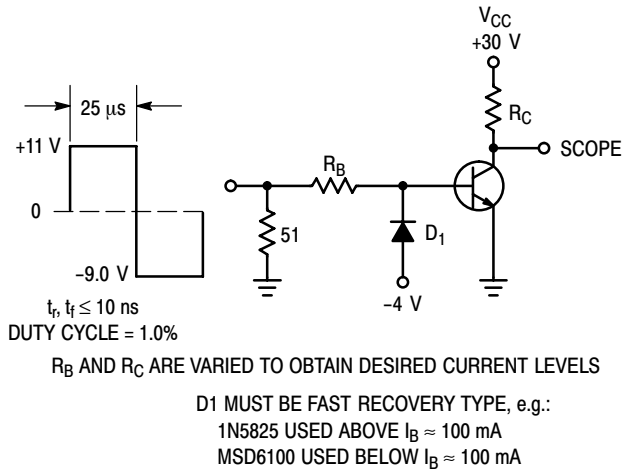 V_CC
+30 V
25 μs
R_C
+11 V
SCOPE
R_B
0
51
D_1
−9.0 V
−4 V
t_r, t_f ≤ 10 ns
DUTY CYCLE = 1.0%
R_B AND R_C ARE VARIED TO OBTAIN DESIRED CURRENT LEVELS
D1 MUST BE FAST RECOVERY TYPE, e.g.:
1N5825 USED ABOVE I_B ≈ 100 mA
MSD6100 USED BELOW I_B ≈ 100 mA